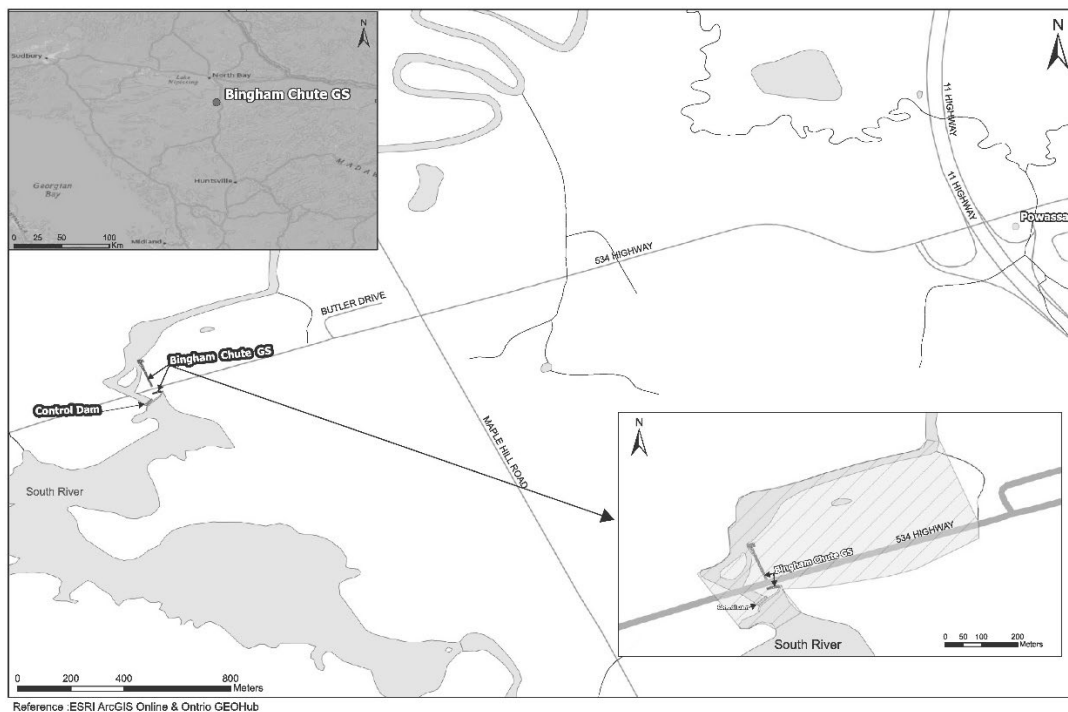 N
Sudbury
Lake
Nipissing
North Bay
Bingham Chute GS
Huntsville
Georgian
Bay
Midland
0 25 50 100
Km
N
11 HIGHWAY
11 HIGHWAY
Powassa
534 HIGHWAY
BUTLER DRIVE
Bingham Chute GS
Control Dam
MAPLE HILL ROAD
South River
N
534 HIGHWAY
Bingham Chute GS
South River
0 50 100 200
Meters
0 200 400 800
Meters
Reference :ESRI ArcGIS Online & Ontrio GEOHub